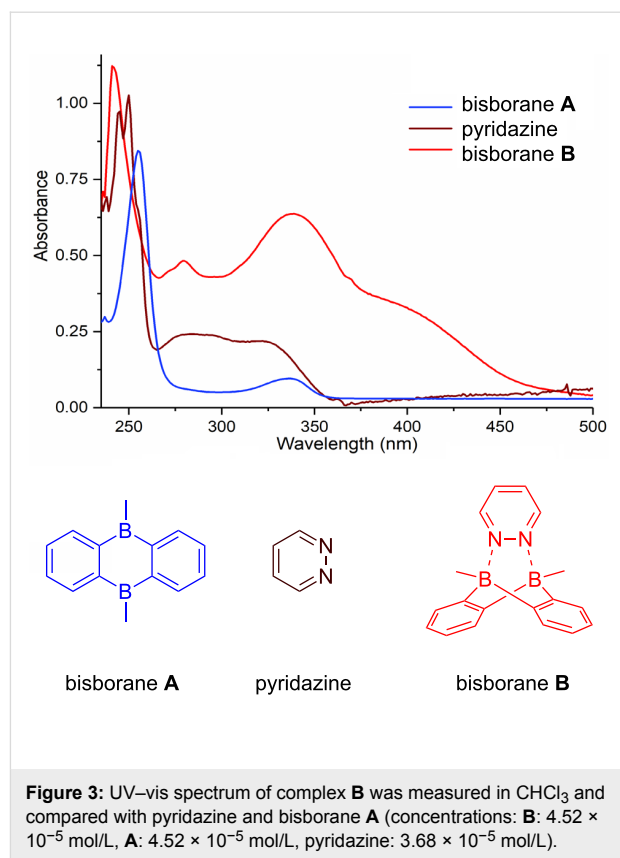 bisborane A
pyridazine
bisborane B
1.00
0.75
0.50
0.25
0.00
Absorbance
250 300 350 400 450 500
Wavelength (nm)
B
B
N
N
N N
B B
bisborane A pyridazine bisborane B
Figure 3: UV–vis spectrum of complex B was measured in CHCl₃ and
compared with pyridazine and bisborane A (concentrations: B: 4.52 ×
10⁻⁵ mol/L, A: 4.52 × 10⁻⁵ mol/L, pyridazine: 3.68 × 10⁻⁵ mol/L).